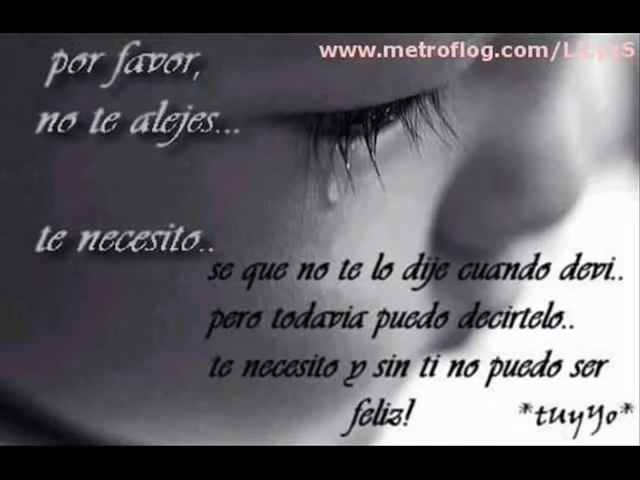 www.metroflog.com/
por favor,
no te alejes...
te necesito..
se que no te lo dije cuando devi..
pero todavia puedo decirtelo..
te necesito y sin ti no puedo ser
feliz!
*tUyYo*